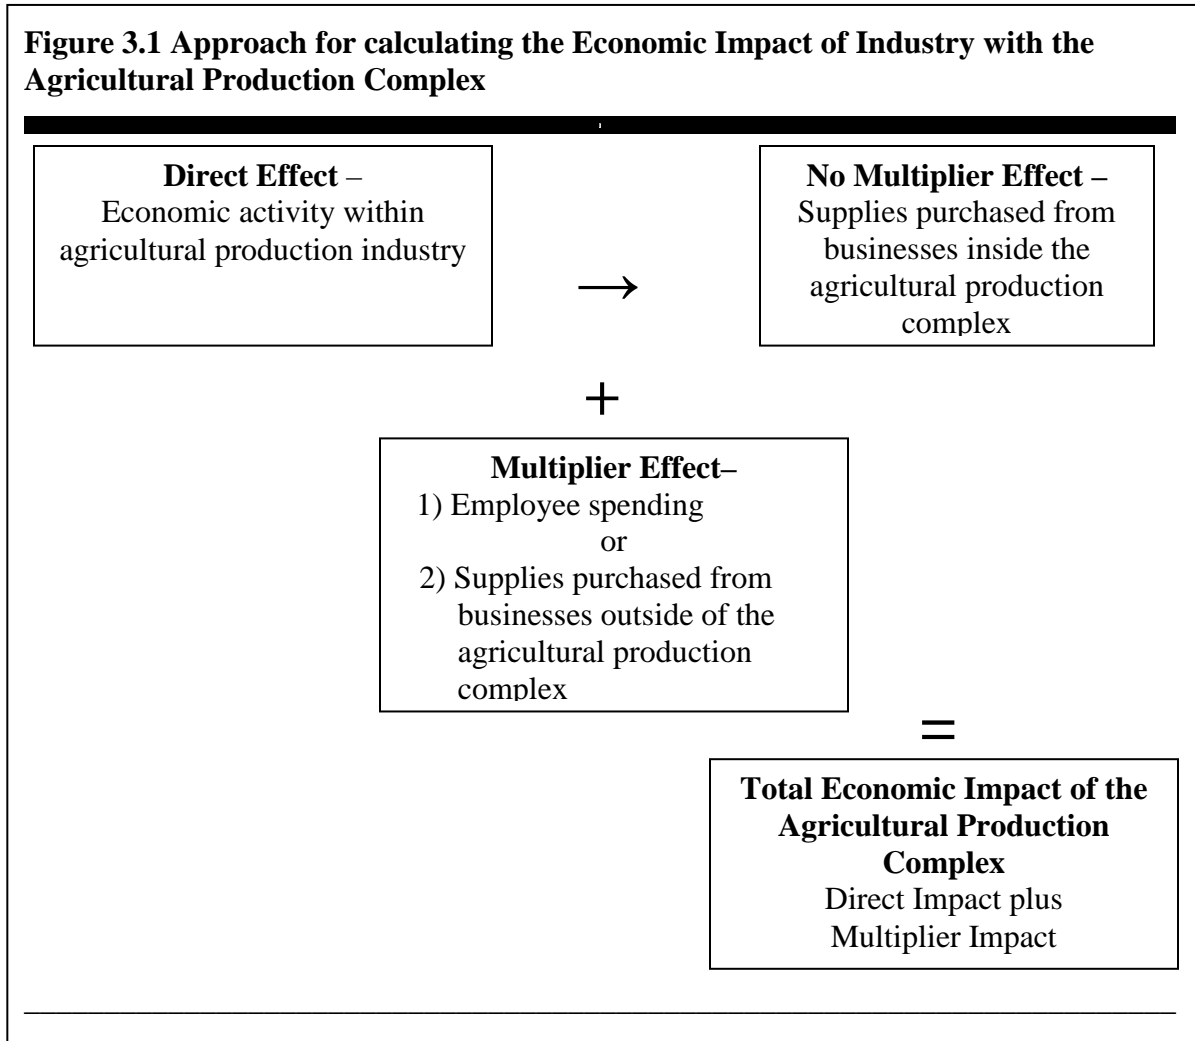 Figure 3.1 Approach for calculating the Economic Impact of Industry with the
Agricultural Production Complex
Direct Effect –
Economic activity within
agricultural production industry
→
No Multiplier Effect –
Supplies purchased from
businesses inside the
agricultural production
complex
+
Multiplier Effect–
1) Employee spending
or
2) Supplies purchased from
businesses outside of the
agricultural production
complex
=
Total Economic Impact of the
Agricultural Production
Complex
Direct Impact plus
Multiplier Impact